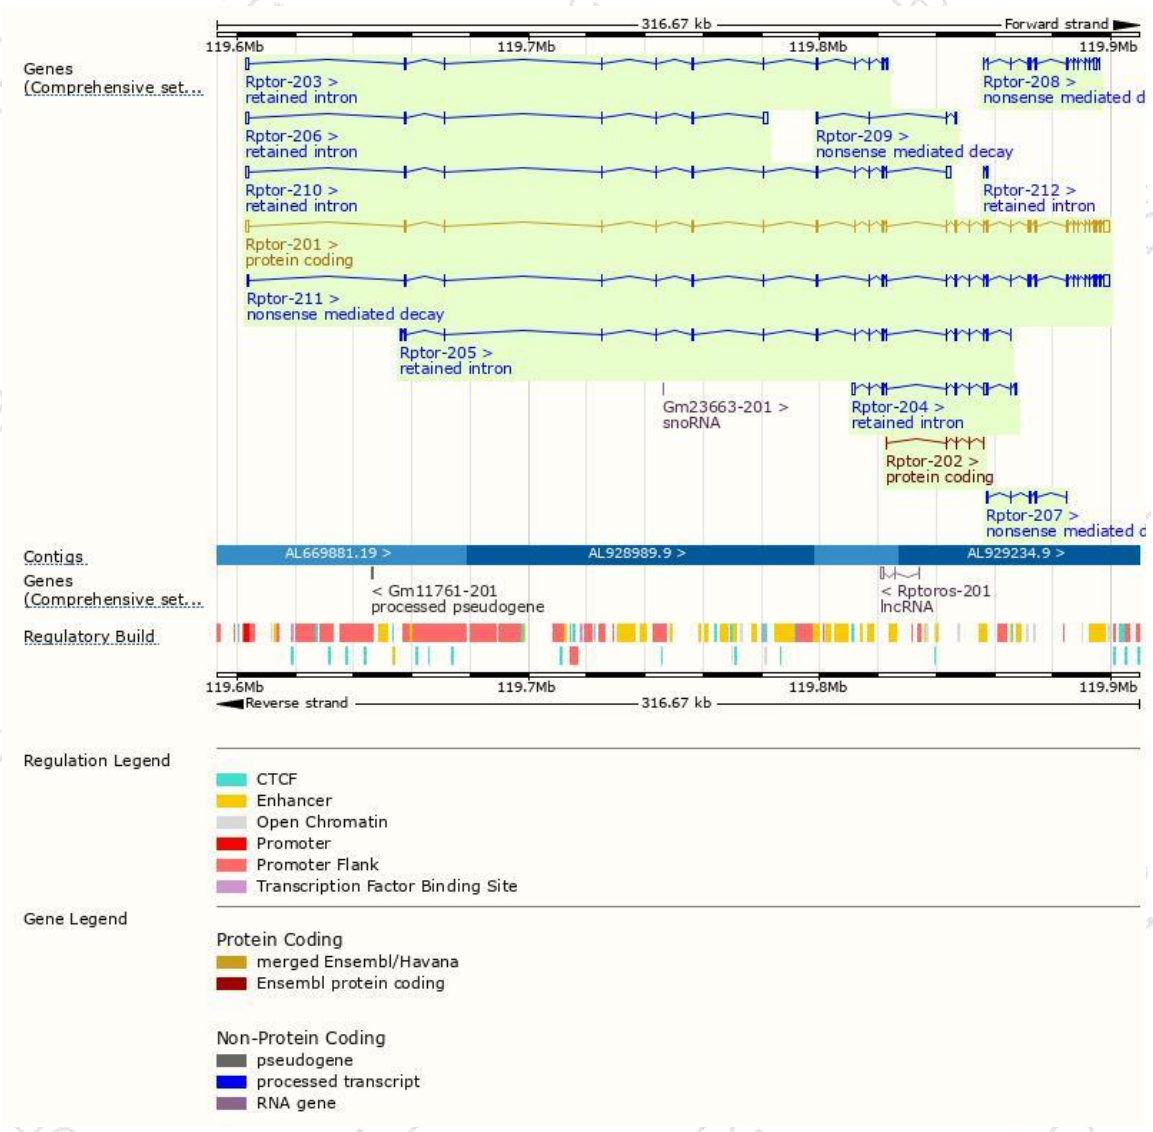 316.67 kb Forward strand
119.6Mb 119.7Mb 119.8Mb 119.9Mb
Genes
(Comprehensive set...
Rptor-203 > Rptor-208 >
retained intron nonsense mediated d
Rptor-206 > Rptor-209 >
retained intron nonsense mediated decay
Rptor-210 > Rptor-212 >
retained intron retained intron
Rptor-201 >
protein coding
Rptor-211 >
nonsense mediated decay
Rptor-205 >
retained intron
Gm23663-201 > Rptor-204 >
snoRNA retained intron
Rptor-202 >
protein coding
Rptor-207 >
nonsense mediated d
Contigs AL669881.19 > AL928989.9 > AL929234.9 >
Genes
(Comprehensive set...
< Gm11761-201 < Rptoros-201
processed pseudogene lncRNA
Regulatory Build
119.6Mb 119.7Mb 119.8Mb 119.9Mb
Reverse strand 316.67 kb
Regulation Legend
CTCF
Enhancer
Open Chromatin
Promoter
Promoter Flank
Transcription Factor Binding Site
Gene Legend
Protein Coding
merged Ensembl/Havana
Ensembl protein coding
Non-Protein Coding
pseudogene
processed transcript
RNA gene